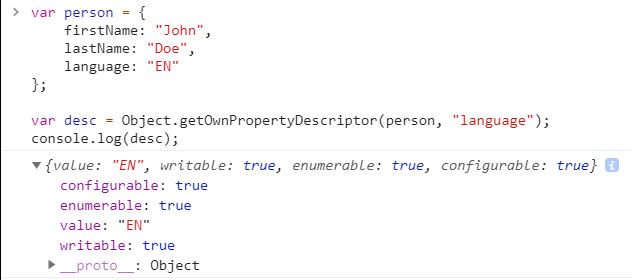 var person = {
    firstName: "John",
    lastName: "Doe",
    language: "EN"
};
var desc = Object.getOwnPropertyDescriptor(person, "language");
console.log(desc);
{value: "EN", writable: true, enumerable: true, configurable: true} i
configurable: true
enumerable: true
value: "EN"
writable: true
__proto__: Object